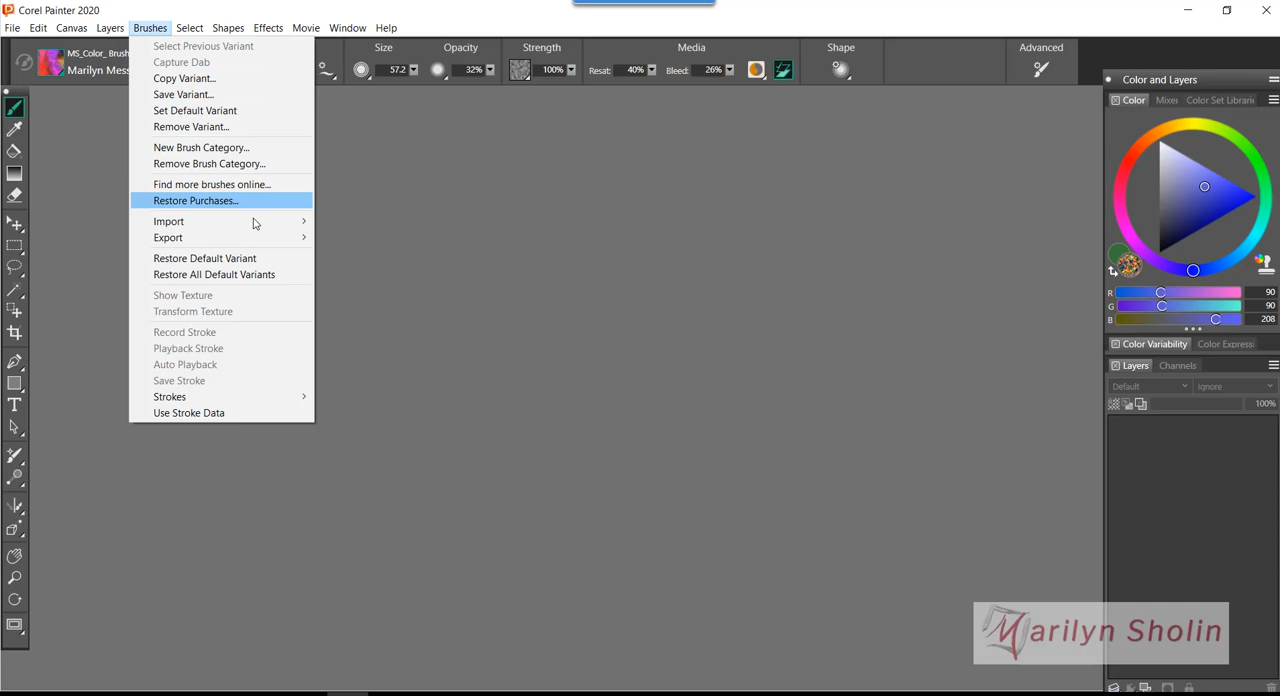 Corel Painter 2020
File Edit Canvas Layers Brushes Select Shapes Effects Movie Window Help
MS_Color_Brush
Marilyn Mess
Size Opacity Strength Media Shape Advanced
57.2 32% 100% Resat: 40% Bleed: 26%
Select Previous Variant
Capture Dab
Copy Variant...
Save Variant...
Set Default Variant
Remove Variant...
New Brush Category...
Remove Brush Category...
Find more brushes online...
Restore Purchases...
Import
Export
Restore Default Variant
Restore All Default Variants
Show Texture
Transform Texture
Record Stroke
Playback Stroke
Auto Playback
Save Stroke
Strokes
Use Stroke Data
Color and Layers
Color Mixer Color Set Librari
R 90
G 90
B 208
Color Variability Color Express
Layers Channels
Default Ignore
100%
Marilyn Sholin